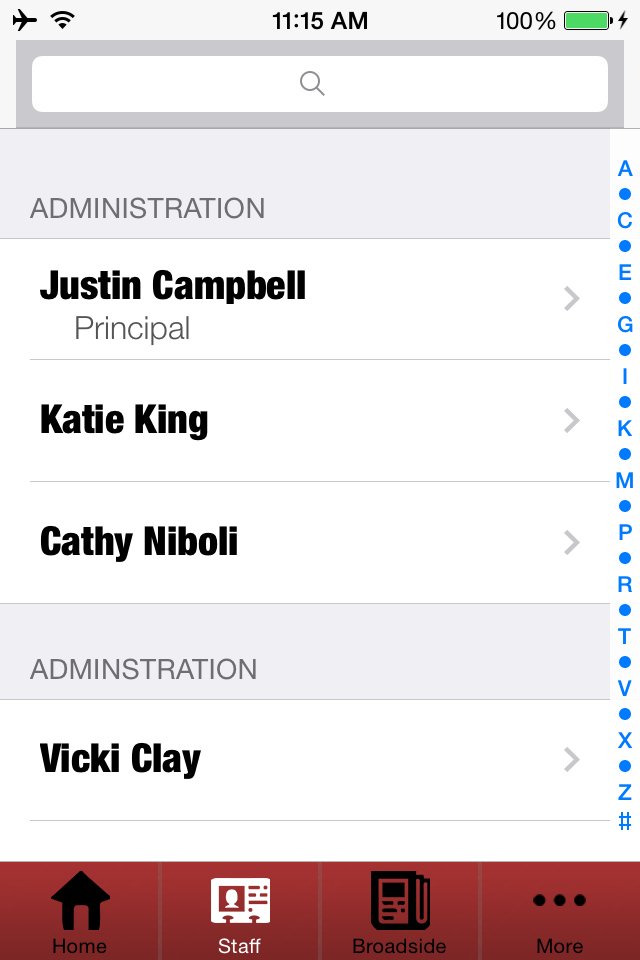 11:15 AM 100%
ADMINISTRATION
Justin Campbell
Principal
Katie King
Cathy Niboli
ADMINSTRATION
Vicki Clay
A
C
E
G
I
K
M
P
R
T
V
X
Z
#
Home Staff Broadside More